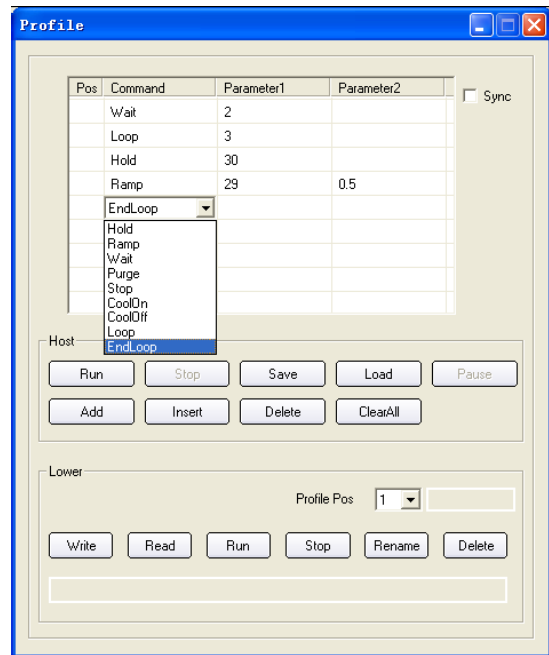 Profile
Pos Command Parameter1 Parameter2
Sync
Wait 2
Loop 3
Hold 30
Ramp 29 0.5
EndLoop
Hold
Ramp
Wait
Purge
Stop
CoolOn
CoolOff
Loop
EndLoop
Host
Run Stop Save Load Pause
Add Insert Delete ClearAll
Lower
Profile Pos 1
Write Read Run Stop Rename Delete